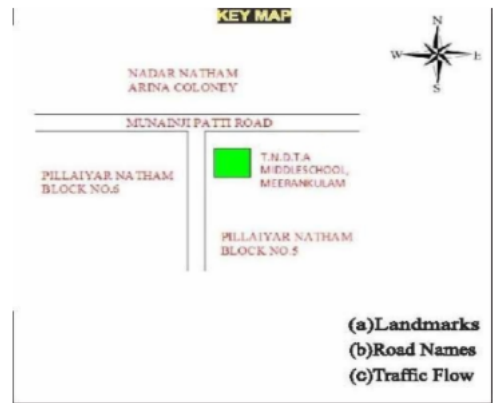 KEY MAP
N
W
E
S
NADAR NATHAM
ARINA COLONEY
MUNAINJI PATTI ROAD
T.N.D.T.A
MIDDLESCHOOL,
MEERANKULAM
PILLAIYAR NATHAM
BLOCK NO.6
PILLAIYAR NATHAM
BLOCK NO.5
(a)Landmarks
(b)Road Names
(c)Traffic Flow